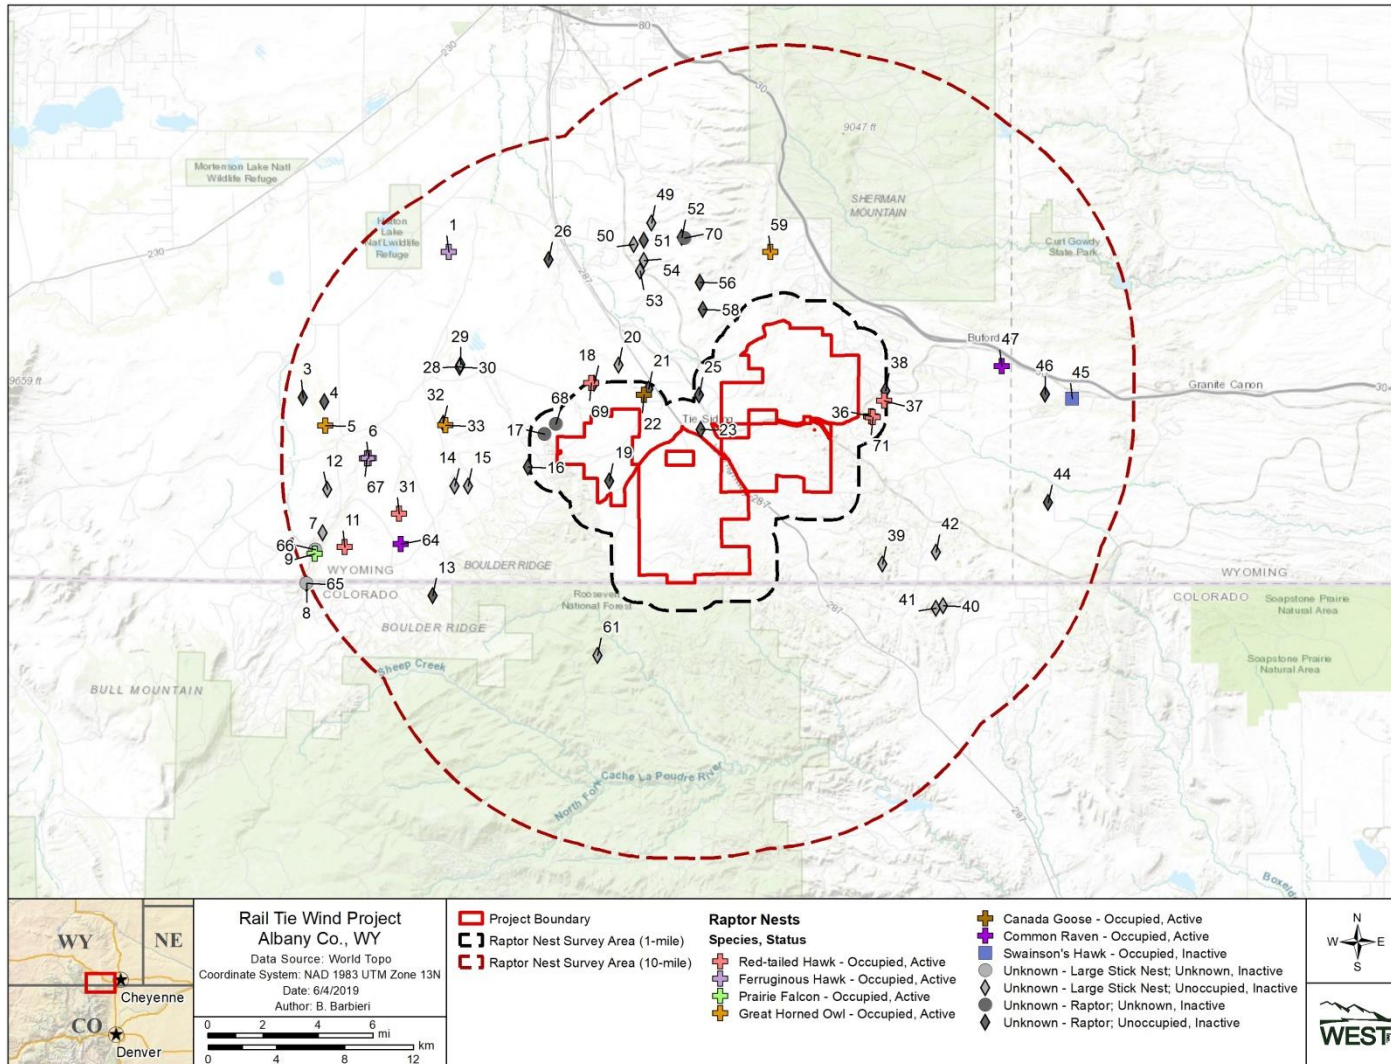 80
230
30
9047 ft
Mortenson Lake Natl
Wildlife Refuge
SHERMAN
MOUNTAIN
Hutton
Lake
Natl Wildlife
Refuge
Curt Gowdy
State Park
230
287
1
26
49
50
51
52
70
54
53
56
58
59
9659 ft
3
4
5
6
67
12
7
66
9
11
31
64
65
8
13
14
15
28
29
30
32
33
16
17
68
18
69
20
21
22
19
25
Tie Siding
23
38
37
36
71
Buford
47
46
45
Granite Canon
30
44
39
42
41
40
61
287
287
287
WYOMING
COLORADO
BOULDER RIDGE
BOULDER RIDGE
Roosevelt
National Forest
WYOMING
COLORADO
Soapstone Prairie
Natural Area
Soapstone Prairie
Natural Area
BULL MOUNTAIN
Sheep Creek
North Fork Cache La Poudre River
WY
NE
CO
Cheyenne
Denver
Rail Tie Wind Project
Albany Co., WY
Data Source: World Topo
Coordinate System: NAD 1983 UTM Zone 13N
Date: 6/4/2019
Author: B. Barbieri
0 2 4 6
mi
km
0 4 8 12
Project Boundary
Raptor Nest Survey Area (1-mile)
Raptor Nest Survey Area (10-mile)
Raptor Nests
Species, Status
Red-tailed Hawk - Occupied, Active
Ferruginous Hawk - Occupied, Active
Prairie Falcon - Occupied, Active
Great Horned Owl - Occupied, Active
Canada Goose - Occupied, Active
Common Raven - Occupied, Active
Swainson's Hawk - Occupied, Inactive
Unknown - Large Stick Nest; Unknown, Inactive
Unknown - Large Stick Nest; Unoccupied, Inactive
Unknown - Raptor; Unknown, Inactive
Unknown - Raptor; Unoccupied, Inactive
N
W E
S
WEST